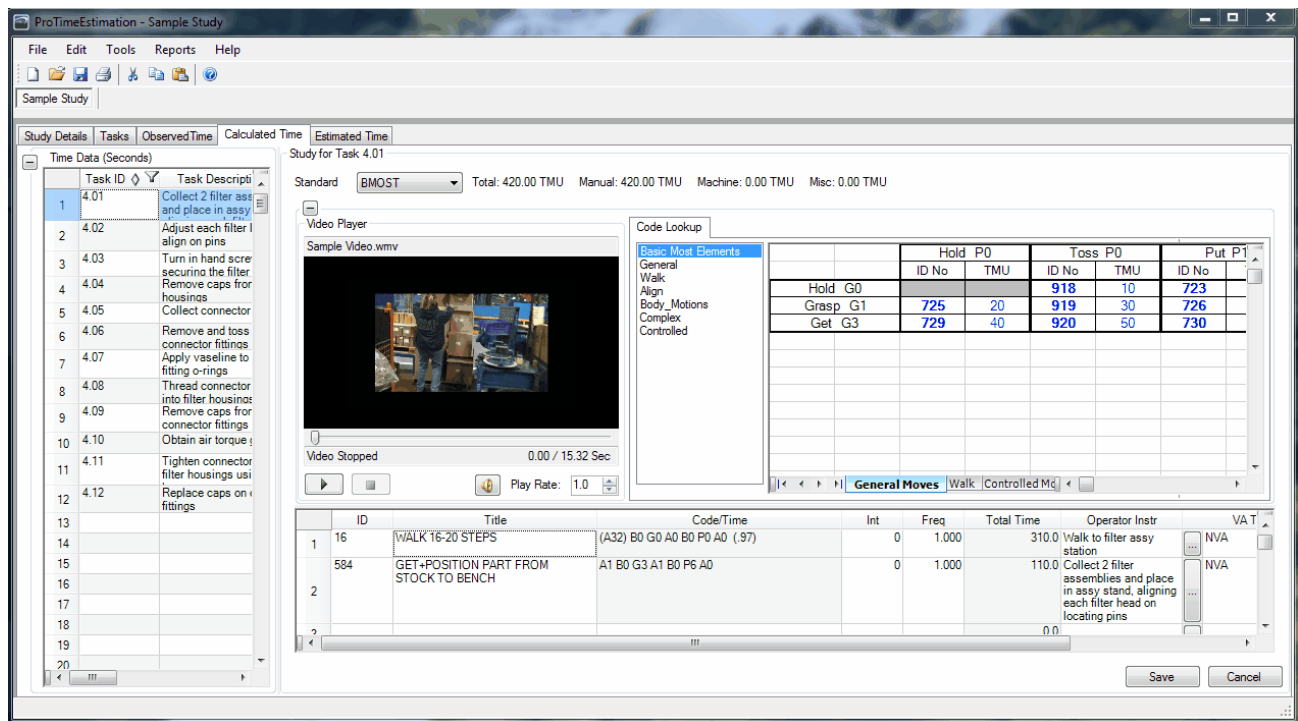 ProTimeEstimation - Sample Study
File Edit Tools Reports Help
Sample Study
Study Details Tasks ObservedTime Calculated Time Estimated Time
Time Data (Seconds)
Task ID Task Descripti
1 4.01 Collect 2 filter ass
and place in assy
2 4.02 Adjust each filter l
align on pins
3 4.03 Turn in hand scre
securing the filter
4 4.04 Remove caps fror
housings
5 4.05 Collect connector
6 4.06 Remove and toss
connector fittings
7 4.07 Apply vaseline to
fitting o-rings
8 4.08 Thread connector
into filter housings
9 4.09 Remove caps fror
connector fittings
10 4.10 Obtain air torque
11 4.11 Tighten connector
filter housings usi
12 4.12 Replace caps on
fittings
13
14
15
16
17
18
19
20
Study for Task 4.01
Standard BMOST Total: 420.00 TMU Manual: 420.00 TMU Machine: 0.00 TMU Misc: 0.00 TMU
Video Player
Sample Video.wmv
Video Stopped 0.00 / 15.32 Sec
Play Rate: 1.0
Code Lookup
Basic Most Elements
General
Walk
Align
Body_Motions
Complex
Controlled
Hold P0 Toss P0 Put P1
ID No TMU ID No TMU ID No
Hold G0 918 10 723
Grasp G1 725 20 919 30 726
Get G3 729 40 920 50 730
General Moves Walk Controlled Mo
ID Title Code/Time Int Freq Total Time Operator Instr VA T
1 16 WALK 16-20 STEPS (A32) B0 G0 A0 B0 P0 A0 (.97) 0 1.000 310.0 Walk to filter assy
station ... NVA
2 584 GET+POSITION PART FROM
STOCK TO BENCH A1 B0 G3 A1 B0 P6 A0 0 1.000 110.0 Collect 2 filter
assemblies and place
in assy stand, aligning
each filter head on
locating pins ... NVA
3 0.0
Save Cancel